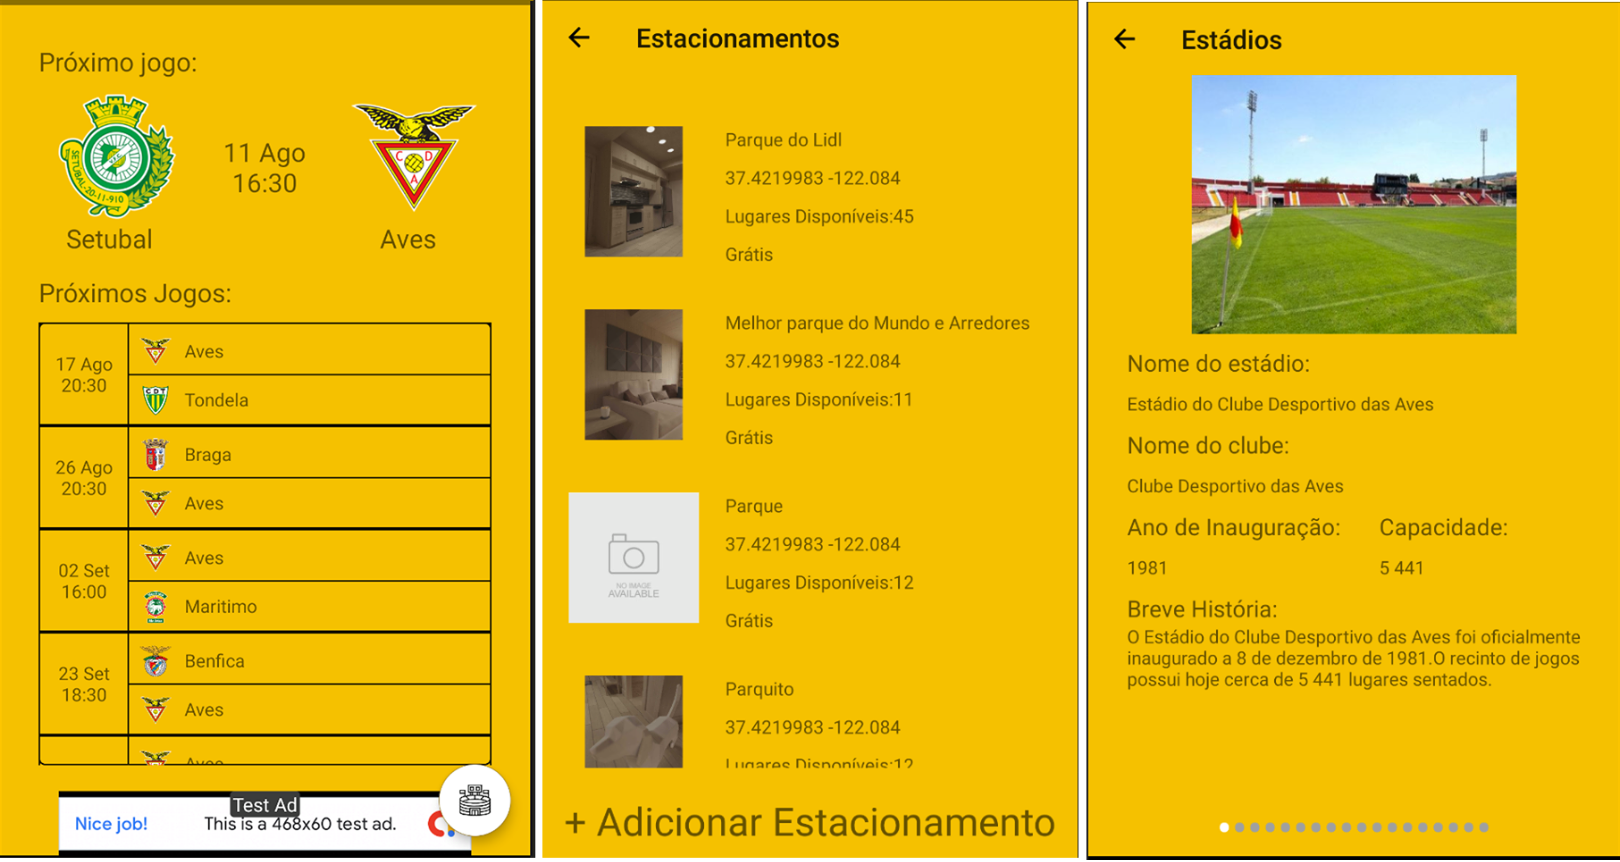 Próximo jogo:
SETUBAL-20-11-910
C D
A
11 Ago
16:30
Setubal
Aves
Próximos Jogos:
17 Ago
20:30
Aves
Tondela
26 Ago
20:30
Braga
Aves
02 Set
16:00
Aves
Maritimo
23 Set
18:30
Benfica
Aves
Aves
Nice job!
Test Ad
This is a 468x60 test ad.
Estacionamentos
Parque do Lidl
37.4219983 -122.084
Lugares Disponíveis:45
Grátis
Melhor parque do Mundo e Arredores
37.4219983 -122.084
Lugares Disponíveis:11
Grátis
NO IMAGE
AVAILABLE
Parque
37.4219983 -122.084
Lugares Disponíveis:12
Grátis
Parquito
37.4219983 -122.084
Lugares Disponíveis:12
+ Adicionar Estacionamento
Estádios
Nome do estádio:
Estádio do Clube Desportivo das Aves
Nome do clube:
Clube Desportivo das Aves
Ano de Inauguração: Capacidade:
1981 5 441
Breve História:
O Estádio do Clube Desportivo das Aves foi oficialmente
inaugurado a 8 de dezembro de 1981.O recinto de jogos
possui hoje cerca de 5 441 lugares sentados.